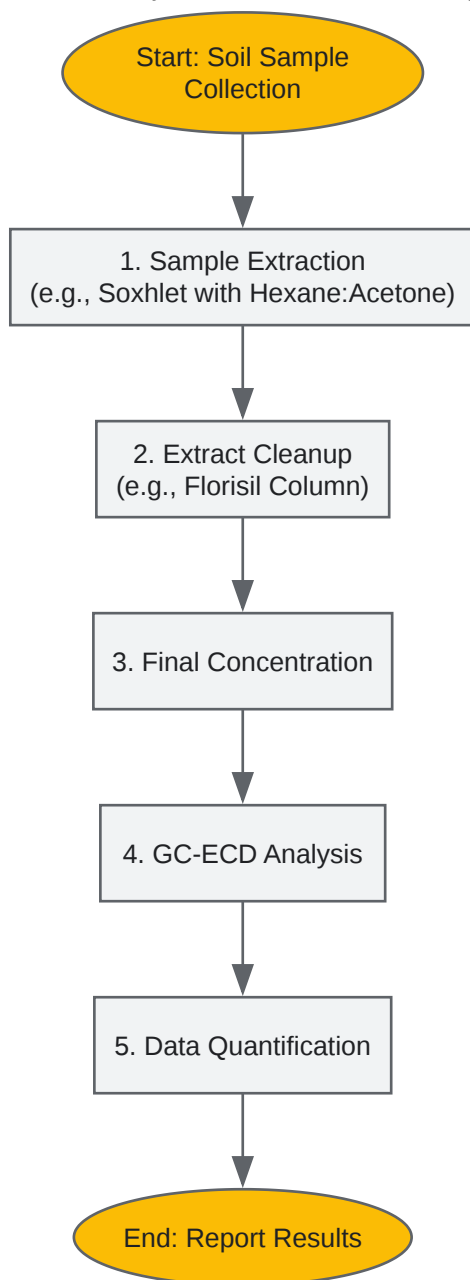 Start: Soil Sample
Collection
1. Sample Extraction
(e.g., Soxhlet with Hexane:Acetone)
2. Extract Cleanup
(e.g., Florisil Column)
3. Final Concentration
4. GC-ECD Analysis
5. Data Quantification
End: Report Results